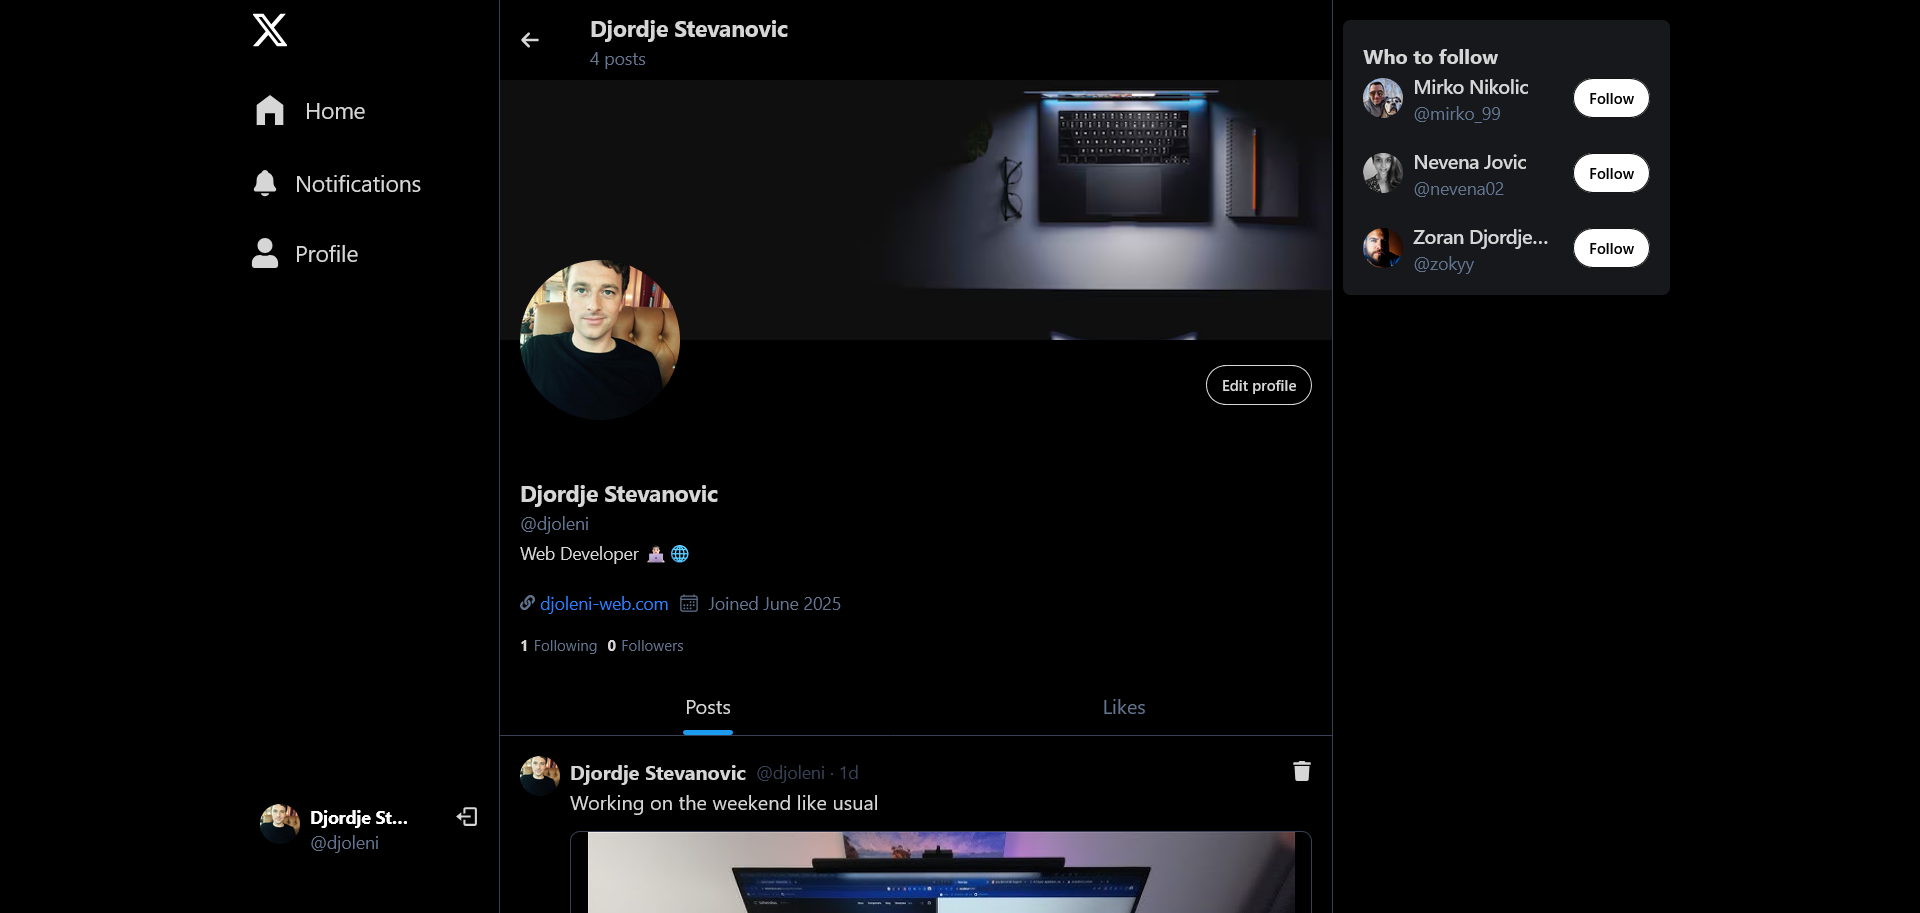 Home
Notifications
Profile
Djordje St...
@djoleni
Djordje Stevanovic
4 posts
Edit profile
Djordje Stevanovic
@djoleni
Web Developer
djoleni-web.com Joined June 2025
1 Following 0 Followers
Posts Likes
Djordje Stevanovic @djoleni · 1d
Working on the weekend like usual
Who to follow
Mirko Nikolic
@mirko_99
Follow
Nevena Jovic
@nevena02
Follow
Zoran Djordje...
@zokyy
Follow